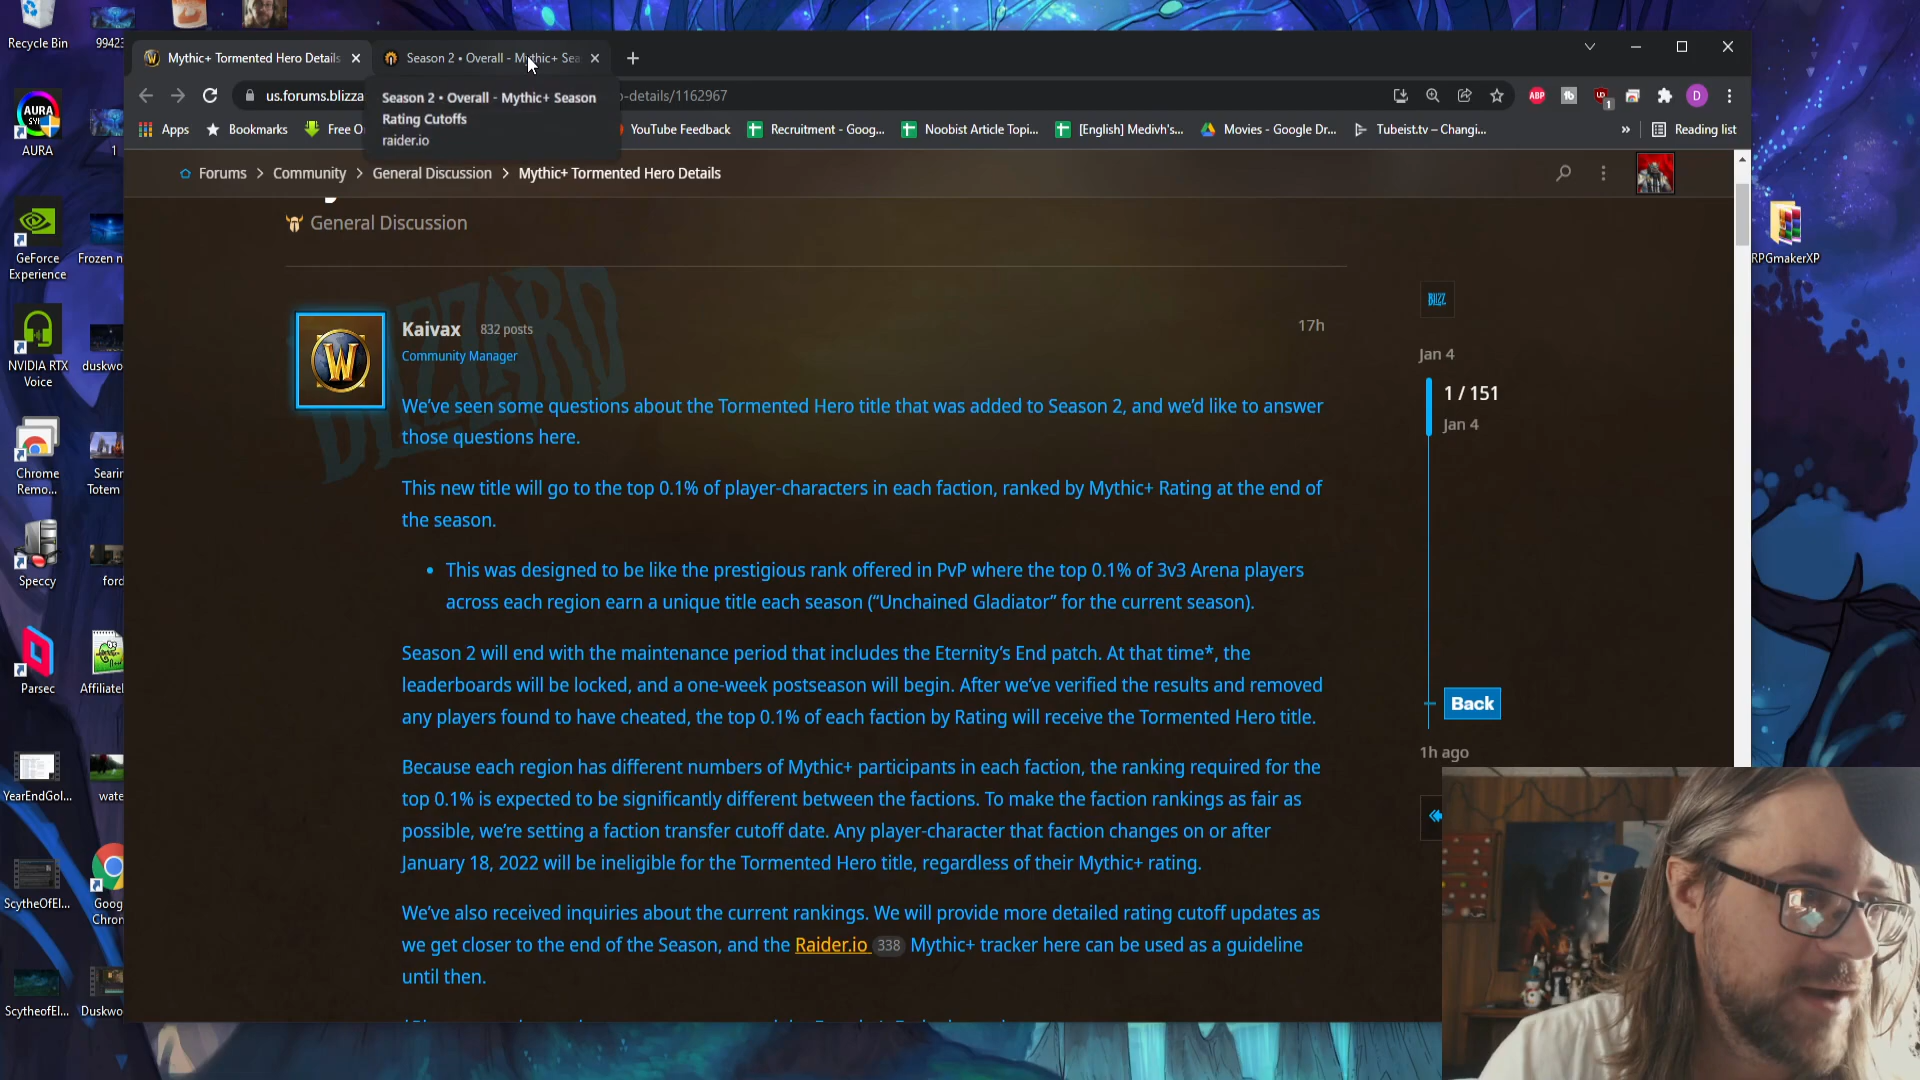 Recycle Bin
9942
Mythic+ Tormented Hero Details
Season 2 • Overall - Mythic+ Sea
us.forums.blizza
o-details/1162967
Season 2 • Overall - Mythic+ Season
Rating Cutoffs
raider.io
ABP
D
Apps
Bookmarks
Free O
YouTube Feedback
Recruitment - Goog...
Noobist Article Topi...
[English] Medivh's...
Movies - Google Dr...
Tubeist.tv – Changi...
»
Reading list
Forums > Community > General Discussion > Mythic+ Tormented Hero Details
General Discussion
BLIZZARD
Kaivax 832 posts
17h
Community Manager
We've seen some questions about the Tormented Hero title that was added to Season 2, and we'd like to answer
those questions here.
This new title will go to the top 0.1% of player-characters in each faction, ranked by Mythic+ Rating at the end of
the season.
• This was designed to be like the prestigious rank offered in PvP where the top 0.1% of 3v3 Arena players
across each region earn a unique title each season (“Unchained Gladiator” for the current season).
Season 2 will end with the maintenance period that includes the Eternity's End patch. At that time*, the
leaderboards will be locked, and a one-week postseason will begin. After we've verified the results and removed
any players found to have cheated, the top 0.1% of each faction by Rating will receive the Tormented Hero title.
Because each region has different numbers of Mythic+ participants in each faction, the ranking required for the
top 0.1% is expected to be significantly different between the factions. To make the faction rankings as fair as
possible, we're setting a faction transfer cutoff date. Any player-character that faction changes on or after
January 18, 2022 will be ineligible for the Tormented Hero title, regardless of their Mythic+ rating.
We've also received inquiries about the current rankings. We will provide more detailed rating cutoff updates as
we get closer to the end of the Season, and the Raider.io 338 Mythic+ tracker here can be used as a guideline
until then.
BLIZZ
Jan 4
1 / 151
Jan 4
Back
1h ago
AURA
AURA
1
GeForce
Experience
Frozen n
NVIDIA RTX
Voice
duskwo
Chrome
Remo...
Searin
Totem
Speccy
ford
Parsec
Affiliatel
YearEndGol...
wate
ScytheOfEl...
Goog
Chron
ScytheofEl...
Duskwo
RPGmakerXP